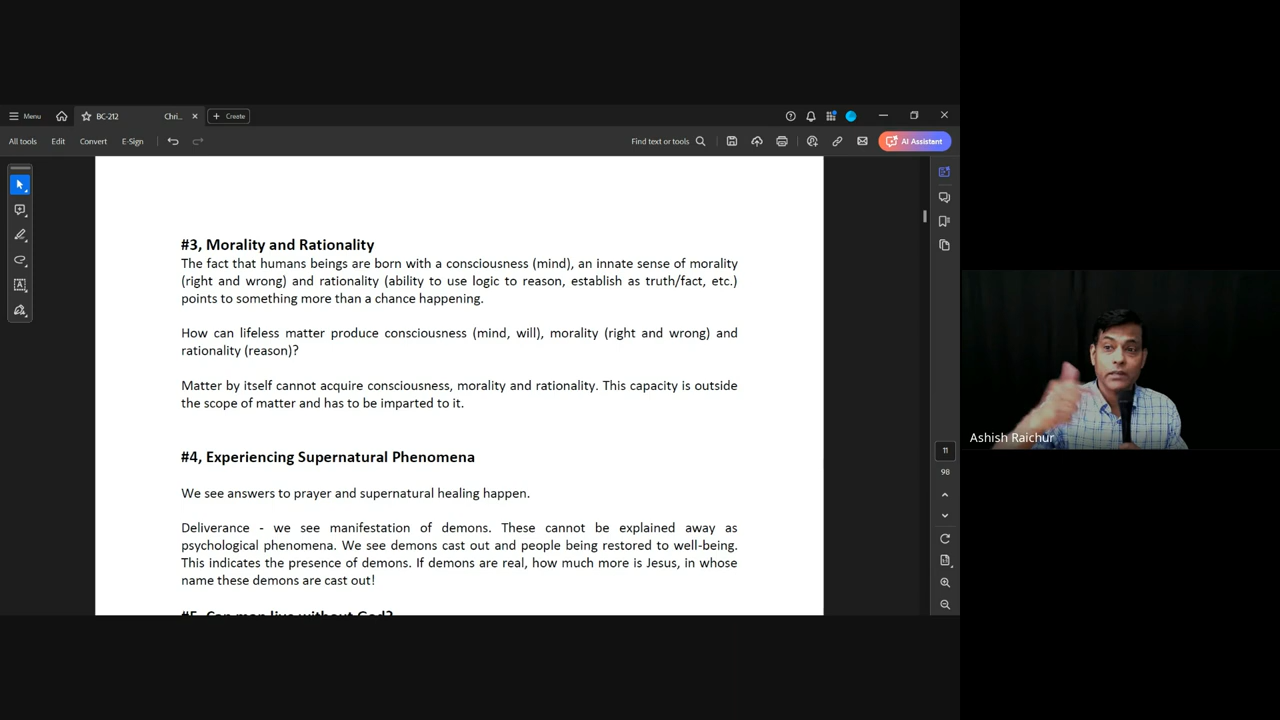 Menu
BC-212
Chri...
Create
All tools
Edit
Convert
E-Sign
Find text or tools
AI Assistant
#3, Morality and Rationality
The fact that humans beings are born with a consciousness (mind), an innate sense of morality
(right and wrong) and rationality (ability to use logic to reason, establish as truth/fact, etc.)
points to something more than a chance happening.
How can lifeless matter produce consciousness (mind, will), morality (right and wrong) and
rationality (reason)?
Matter by itself cannot acquire consciousness, morality and rationality. This capacity is outside
the scope of matter and has to be imparted to it.
#4, Experiencing Supernatural Phenomena
We see answers to prayer and supernatural healing happen.
Deliverance - we see manifestation of demons. These cannot be explained away as
psychological phenomena. We see demons cast out and people being restored to well-being.
This indicates the presence of demons. If demons are real, how much more is Jesus, in whose
name these demons are cast out!
#5, Can man live without God?
11
98
Ashish Raichur